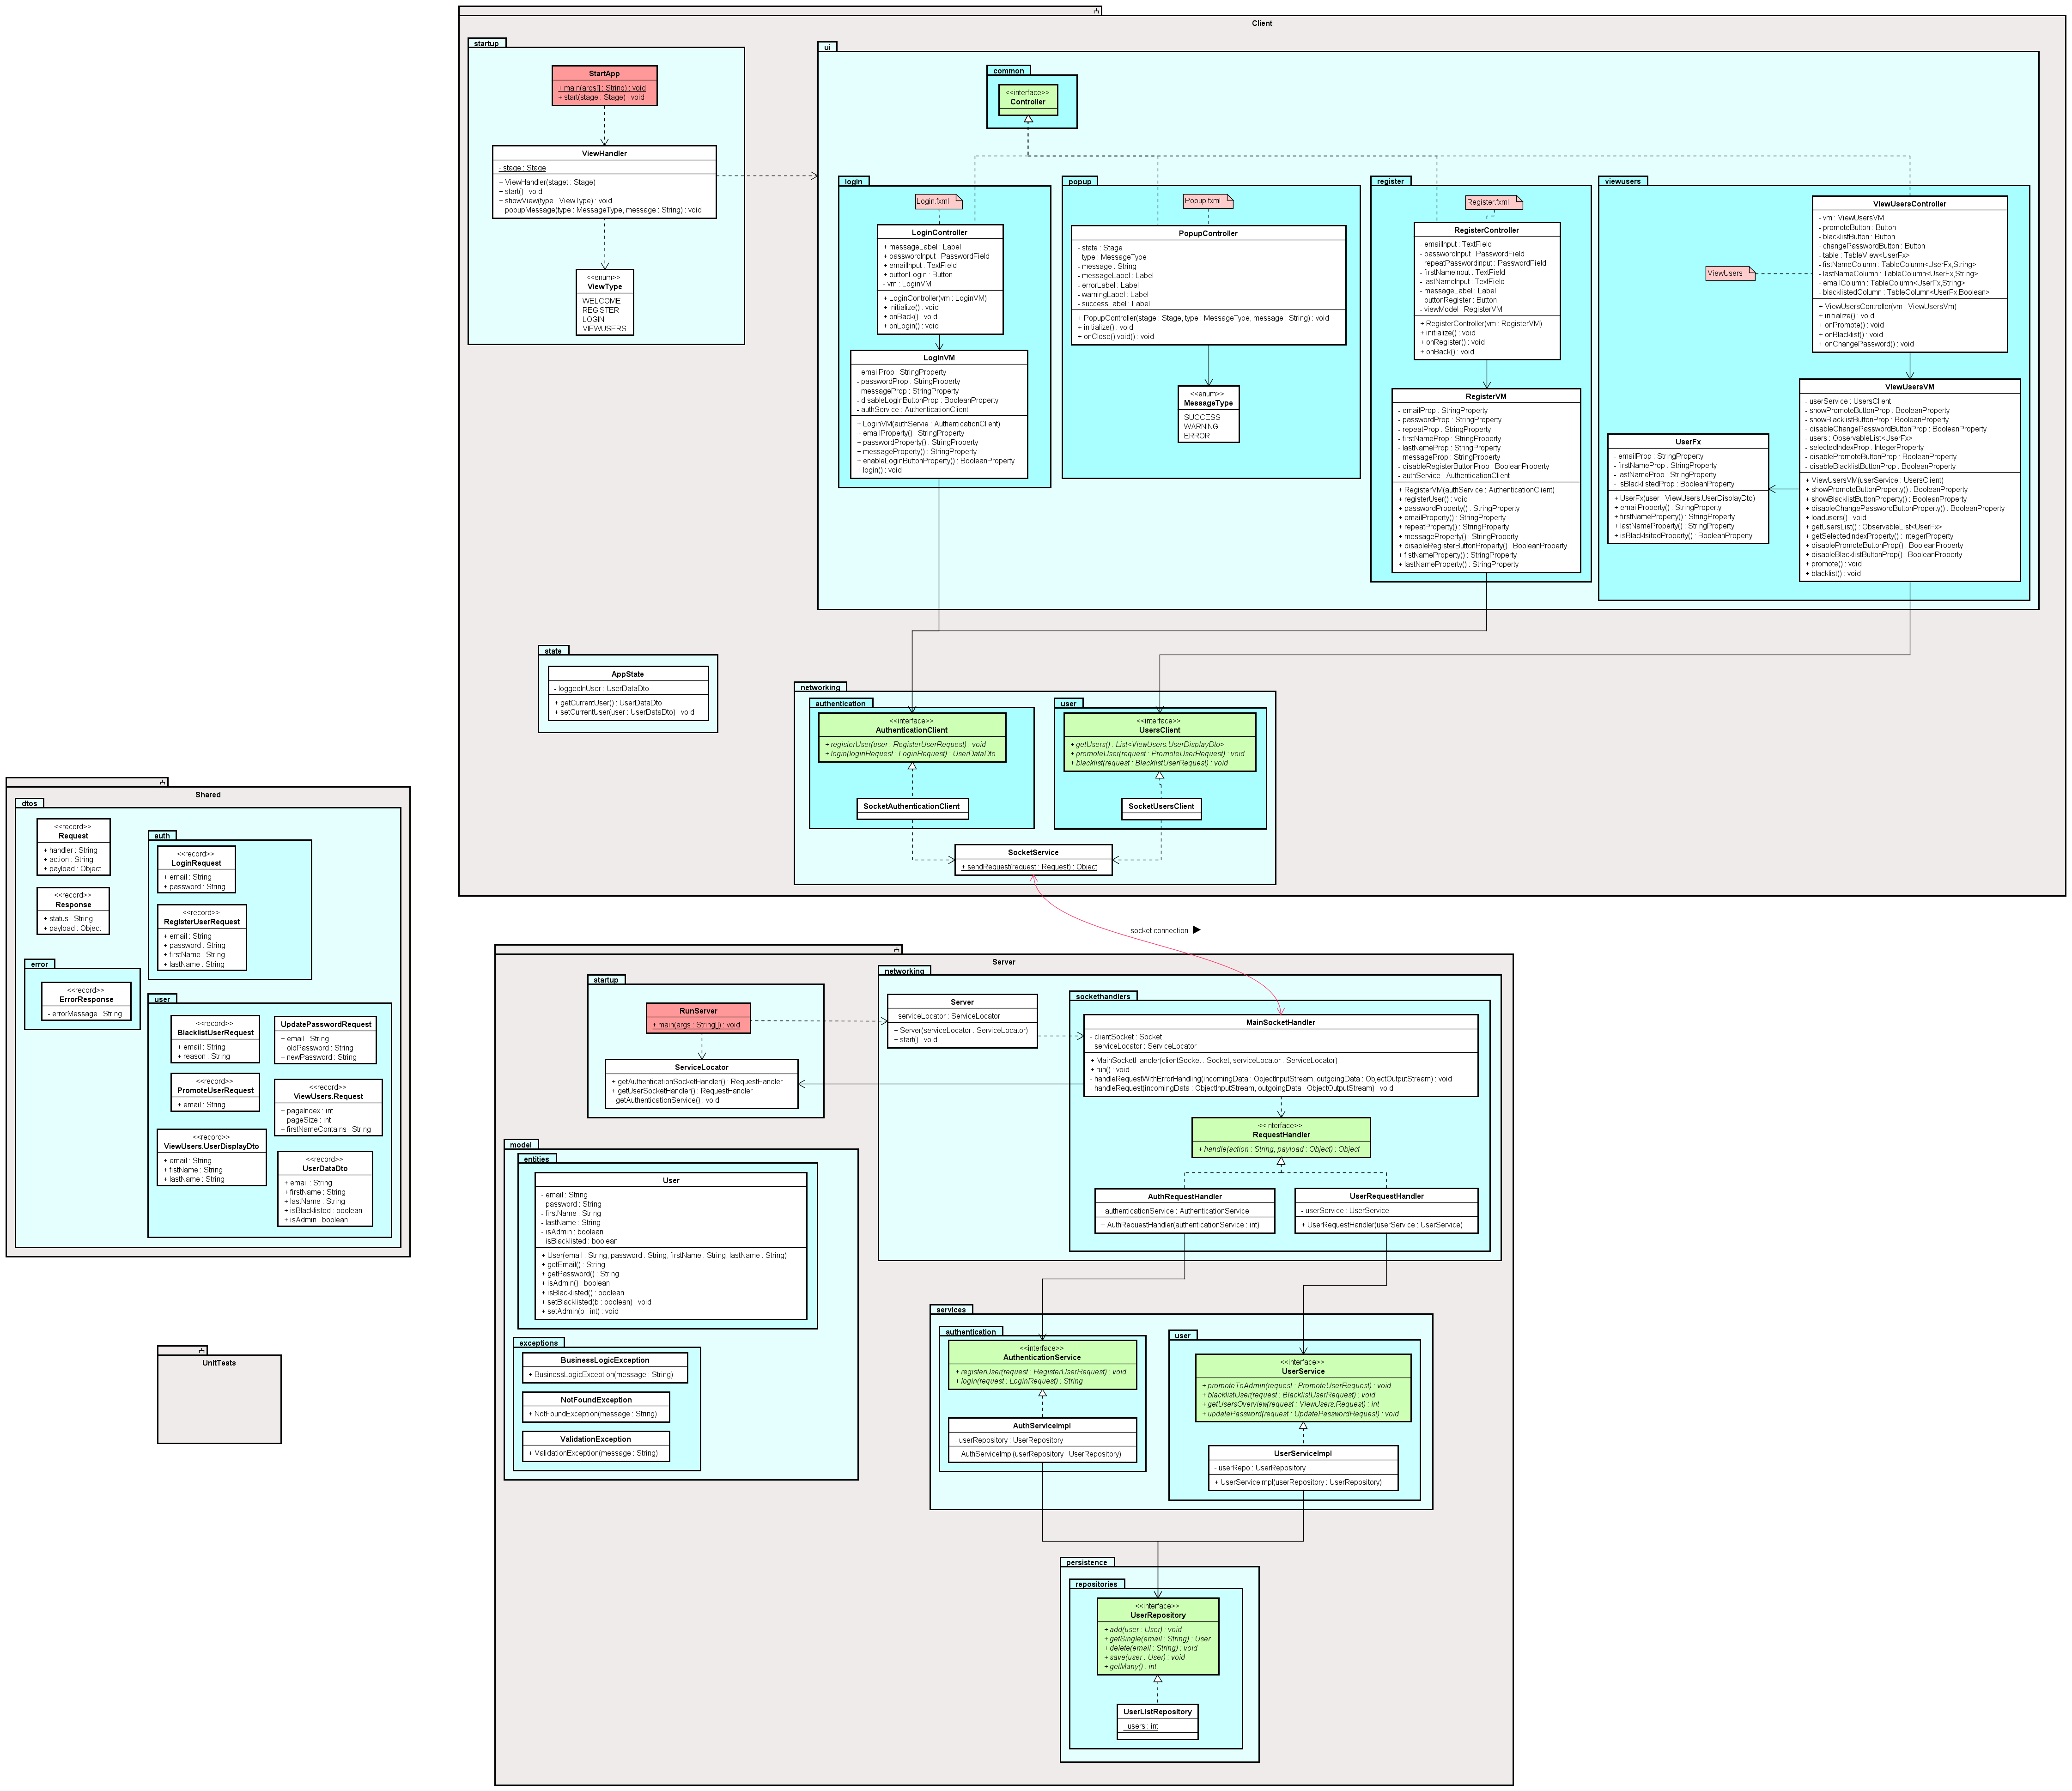 Client
startup
StartApp
+ main(args[] : String) : void
+ start(stage : Stage) : void
ViewHandler
- stage : Stage
+ ViewHandler(staget : Stage)
+ start() : void
+ showView(type : ViewType) : void
+ popupMessage(type : MessageType, message : String) : void
<<enum>>
ViewType
WELCOME
REGISTER
LOGIN
VIEWUSERS
ui
common
<<interface>>
Controller
login
Login.fxml
LoginController
+ messageLabel : Label
+ passwordInput : PasswordField
+ emailInput : TextField
+ buttonLogin : Button
- vm : LoginVM
+ LoginController(vm : LoginVM)
+ initialize() : void
+ onBack() : void
+ onLogin() : void
LoginVM
- emailProp : StringProperty
- passwordProp : StringProperty
- messageProp : StringProperty
- disableLoginButtonProp : BooleanProperty
- authService : AuthenticationClient
+ LoginVM(authServie : AuthenticationClient)
+ emailProperty() : StringProperty
+ passwordProperty() : StringProperty
+ messageProperty() : StringProperty
+ enableLoginButtonProperty() : BooleanProperty
+ login() : void
popup
Popup.fxml
PopupController
- state : Stage
- type : MessageType
- message : String
- messageLabel : Label
- errorLabel : Label
- warningLabel : Label
- successLabel : Label
+ PopupController(stage : Stage, type : MessageType, message : String) : void
+ initialize() : void
+ onClose():void() : void
<<enum>>
MessageType
SUCCESS
WARNING
ERROR
register
Register.fxml
RegisterController
- emailInput : TextField
- passwordInput : PasswordField
- repeatPasswordInput : PasswordField
- firstNameInput : TextField
- lastNameInput : TextField
- messageLabel : Label
- buttonRegister : Button
- viewModel : RegisterVM
+ RegisterController(vm : RegisterVM)
+ initialize() : void
+ onRegister() : void
+ onBack() : void
RegisterVM
- emailProp : StringProperty
- passwordProp : StringProperty
- repeatProp : StringProperty
- firstNameProp : StringProperty
- lastNameProp : StringProperty
- messageProp : StringProperty
- disableRegisterButtonProp : BooleanProperty
- authService : AuthenticationClient
+ RegisterVM(authService : AuthenticationClient)
+ registerUser() : void
+ passwordProperty() : StringProperty
+ emailProperty() : StringProperty
+ repeatProperty() : StringProperty
+ messageProperty() : StringProperty
+ disableRegisterButtonProperty() : BooleanProperty
+ fistNameProperty() : StringProperty
+ lastNameProperty() : StringProperty
viewusers
ViewUsers
ViewUsersController
- vm : ViewUsersVM
- promoteButton : Button
- blacklistButton : Button
- changePasswordButton : Button
- table : TableView<UserFx>
- fistNameColumn : TableColumn<UserFx,String>
- lastNameColumn : TableColumn<UserFx,String>
- emailColumn : TableColumn<UserFx,String>
- blacklistedColumn : TableColumn<UserFx,Boolean>
+ ViewUsersController(vm : ViewUsersVm)
+ initialize() : void
+ onPromote() : void
+ onBlacklist() : void
+ onChangePassword() : void
ViewUsersVM
- userService : UsersClient
- showPromoteButtonProp : BooleanProperty
- showBlacklistButtonProp : BooleanProperty
- disableChangePasswordButtonProp : BooleanProperty
- users : ObservableList<UserFx>
- selectedIndexProp : IntegerProperty
- disablePromoteButtonProp : BooleanProperty
- disableBlacklistButtonProp : BooleanProperty
+ ViewUsersVM(userService : UsersClient)
+ showPromoteButtonProperty() : BooleanProperty
+ showBlacklistButtonProperty() : BooleanProperty
+ disableChangePasswordButtonProperty() : BooleanProperty
+ loadusers() : void
+ getUsersList() : ObservableList<UserFx>
+ getSelectedIndexProperty() : IntegerProperty
+ disablePromoteButtonProp() : BooleanProperty
+ disableBlacklistButtonProp() : BooleanProperty
+ promote() : void
+ blacklist() : void
UserFx
- emailProp : StringProperty
- firstNameProp : StringProperty
- lastNameProp : StringProperty
- isBlacklistedProp : BooleanProperty
+ UserFx(user : ViewUsers.UserDisplayDto)
+ emailProperty() : StringProperty
+ firstNameProperty() : StringProperty
+ lastNameProperty() : StringProperty
+ isBlacklsitedProperty() : BooleanProperty
state
AppState
- loggedInUser : UserDataDto
+ getCurrentUser() : UserDataDto
+ setCurrentUser(user : UserDataDto) : void
networking
authentication
<<interface>>
AuthenticationClient
+ registerUser(user : RegisterUserRequest) : void
+ login(loginRequest : LoginRequest) : UserDataDto
SocketAuthenticationClient
user
<<interface>>
UsersClient
+ getUsers() : List<ViewUsers.UserDisplayDto>
+ promoteUser(request : PromoteUserRequest) : void
+ blacklist(request : BlacklistUserRequest) : void
SocketUsersClient
SocketService
+ sendRequest(request : Request) : Object
socket connection
Shared
dtos
<<record>>
Request
+ handler : String
+ action : String
+ payload : Object
<<record>>
Response
+ status : String
+ payload : Object
error
<<record>>
ErrorResponse
- errorMessage : String
auth
<<record>>
LoginRequest
+ email : String
+ password : String
<<record>>
RegisterUserRequest
+ email : String
+ password : String
+ firstName : String
+ lastName : String
user
<<record>>
BlacklistUserRequest
+ email : String
+ reason : String
UpdatePasswordRequest
+ email : String
+ oldPassword : String
+ newPassword : String
<<record>>
PromoteUserRequest
+ email : String
<<record>>
ViewUsers.Request
+ pageIndex : int
+ pageSize : int
+ firstNameContains : String
<<record>>
ViewUsers.UserDisplayDto
+ email : String
+ fistName : String
+ lastName : String
<<record>>
UserDataDto
+ email : String
+ firstName : String
+ lastName : String
+ isBlacklisted : boolean
+ isAdmin : boolean
UnitTests
Server
startup
RunServer
+ main(args : String[]) : void
ServiceLocator
+ getAuthenticationSocketHandler() : RequestHandler
+ getUserSocketHandler() : RequestHandler
- getAuthenticationService() : void
networking
Server
- serviceLocator : ServiceLocator
+ Server(serviceLocator : ServiceLocator)
+ start() : void
sockethandlers
MainSocketHandler
- clientSocket : Socket
- serviceLocator : ServiceLocator
+ MainSocketHandler(clientSocket : Socket, serviceLocator : ServiceLocator)
+ run() : void
- handleRequestWithErrorHandling(incomingData : ObjectInputStream, outgoingData : ObjectOutputStream) : void
- handleRequest(incomingData : ObjectInputStream, outgoingData : ObjectOutputStream) : void
<<interface>>
RequestHandler
+ handle(action : String, payload : Object) : Object
AuthRequestHandler
- authenticationService : AuthenticationService
+ AuthRequestHandler(authenticationService : int)
UserRequestHandler
- userService : UserService
+ UserRequestHandler(userService : UserService)
model
entities
User
- email : String
- password : String
- firstName : String
- lastName : String
- isAdmin : boolean
- isBlacklisted : boolean
+ User(email : String, password : String, firstName : String, lastName : String)
+ getEmail() : String
+ getPassword() : String
+ isAdmin() : boolean
+ isBlacklisted() : boolean
+ setBlacklisted(b : boolean) : void
+ setAdmin(b : int) : void
exceptions
BusinessLogicException
+ BusinessLogicException(message : String)
NotFoundException
+ NotFoundException(message : String)
ValidationException
+ ValidationException(message : String)
services
authentication
<<interface>>
AuthenticationService
+ registerUser(request : RegisterUserRequest) : void
+ login(request : LoginRequest) : String
AuthServiceImpl
- userRepository : UserRepository
+ AuthServiceImpl(userRepository : UserRepository)
user
<<interface>>
UserService
+ promoteToAdmin(request : PromoteUserRequest) : void
+ blacklistUser(request : BlacklistUserRequest) : void
+ getUsersOverview(request : ViewUsers.Request) : int
+ updatePassword(request : UpdatePasswordRequest) : void
UserServiceImpl
- userRepo : UserRepository
+ UserServiceImpl(userRepository : UserRepository)
persistence
repositories
<<interface>>
UserRepository
+ add(user : User) : void
+ getSingle(email : String) : User
+ delete(email : String) : void
+ save(user : User) : void
+ getMany() : int
UserListRepository
- users : int